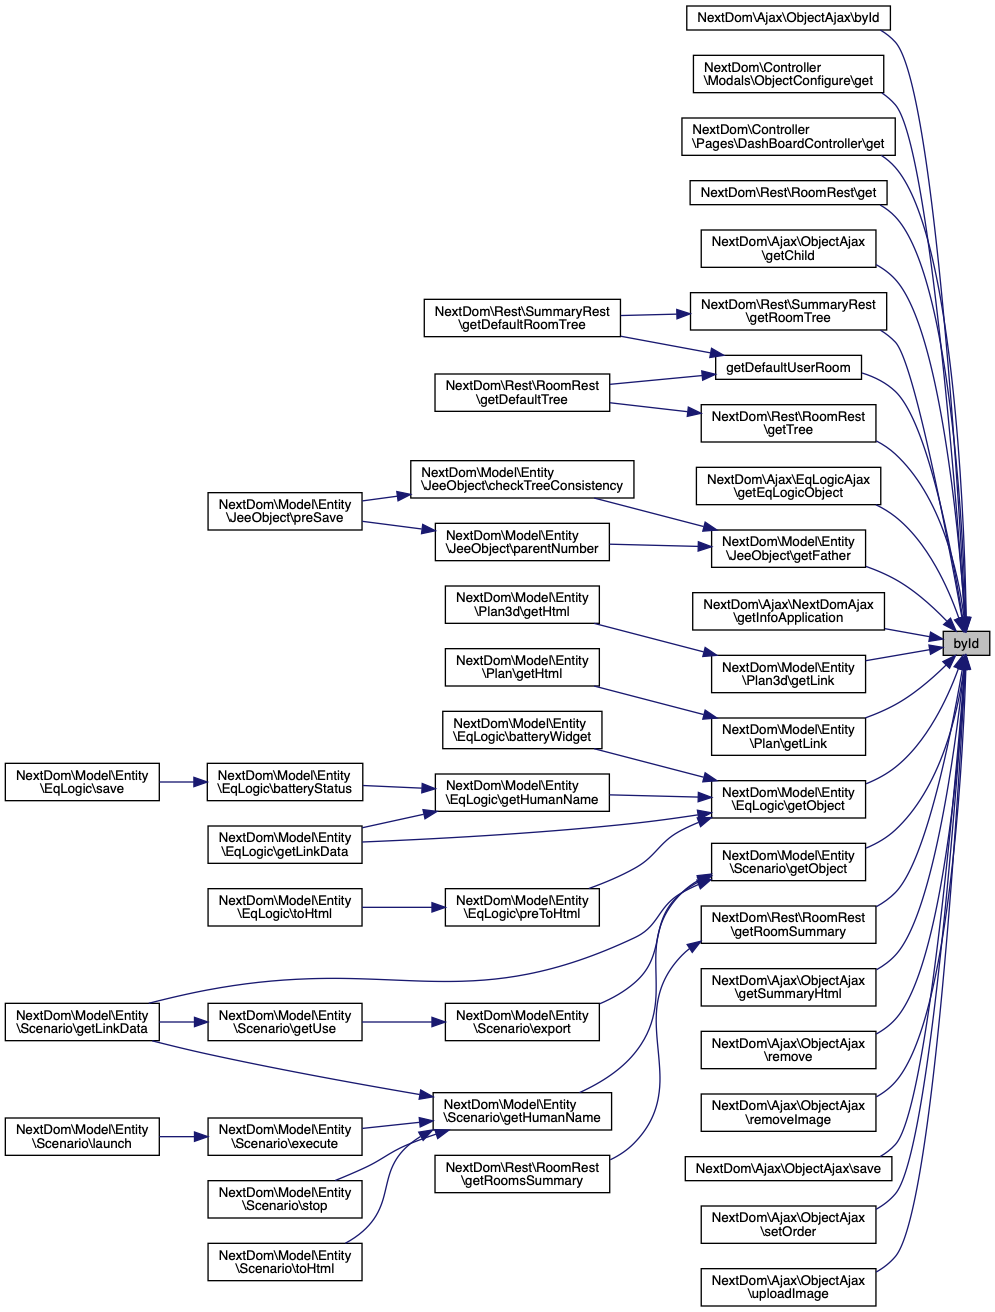 NextDom\Ajax\ObjectAjax\byId
NextDom\Controller
\Modals\ObjectConfigure\get
NextDom\Controller
\Pages\DashBoardController\get
NextDom\Rest\RoomRest\get
NextDom\Ajax\ObjectAjax
\getChild
NextDom\Rest\SummaryRest
\getRoomTree
NextDom\Rest\SummaryRest
\getDefaultRoomTree
getDefaultUserRoom
NextDom\Rest\RoomRest
\getDefaultTree
NextDom\Rest\RoomRest
\getTree
NextDom\Ajax\EqLogicAjax
\getEqLogicObject
NextDom\Model\Entity
\JeeObject\checkTreeConsistency
NextDom\Model\Entity
\JeeObject\preSave
NextDom\Model\Entity
\JeeObject\parentNumber
NextDom\Model\Entity
\JeeObject\getFather
NextDom\Ajax\NextDomAjax
\getInfoApplication
NextDom\Model\Entity
\Plan3d\getHtml
byId
NextDom\Model\Entity
\Plan3d\getLink
NextDom\Model\Entity
\Plan\getHtml
NextDom\Model\Entity
\Plan\getLink
NextDom\Model\Entity
\EqLogic\batteryWidget
NextDom\Model\Entity
\EqLogic\save
NextDom\Model\Entity
\EqLogic\batteryStatus
NextDom\Model\Entity
\EqLogic\getHumanName
NextDom\Model\Entity
\EqLogic\getObject
NextDom\Model\Entity
\EqLogic\getLinkData
NextDom\Model\Entity
\Scenario\getObject
NextDom\Model\Entity
\EqLogic\toHtml
NextDom\Model\Entity
\EqLogic\preToHtml
NextDom\Rest\RoomRest
\getRoomSummary
NextDom\Ajax\ObjectAjax
\getSummaryHtml
NextDom\Model\Entity
\Scenario\getLinkData
NextDom\Model\Entity
\Scenario\getUse
NextDom\Model\Entity
\Scenario\export
NextDom\Ajax\ObjectAjax
\remove
NextDom\Model\Entity
\Scenario\getHumanName
NextDom\Ajax\ObjectAjax
\removeImage
NextDom\Model\Entity
\Scenario\launch
NextDom\Model\Entity
\Scenario\execute
NextDom\Rest\RoomRest
\getRoomsSummary
NextDom\Ajax\ObjectAjax\save
NextDom\Model\Entity
\Scenario\stop
NextDom\Ajax\ObjectAjax
\setOrder
NextDom\Model\Entity
\Scenario\toHtml
NextDom\Ajax\ObjectAjax
\uploadImage